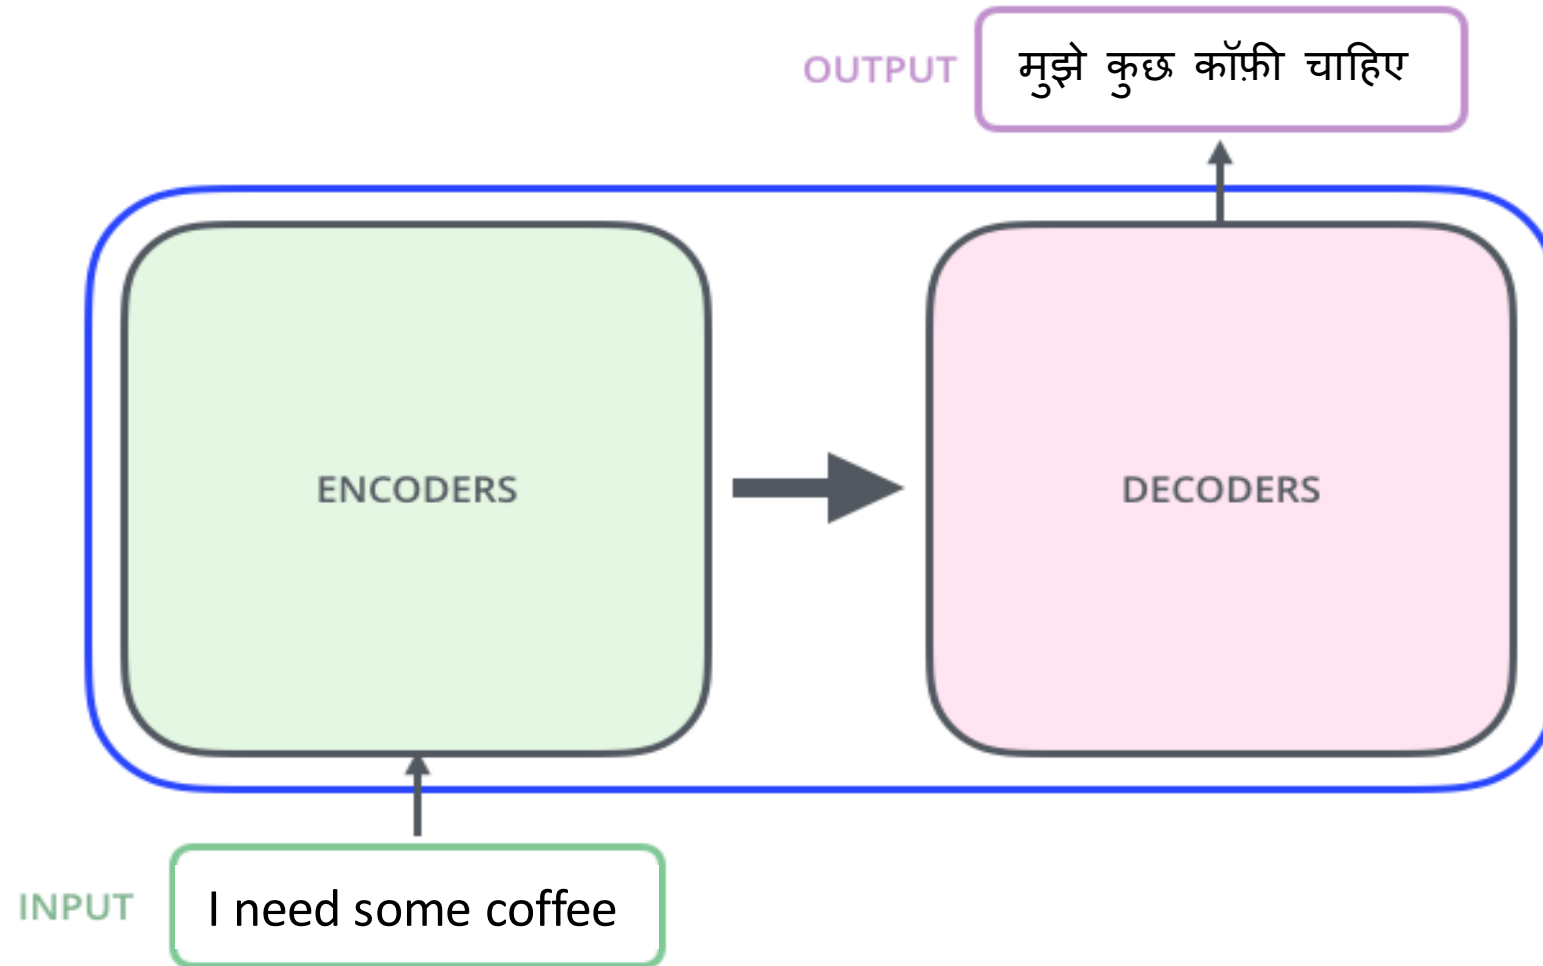 OUTPUT
मुझे कुछ कॉफ़ी चाहिए
ENCODERS
DECODERS
INPUT
I need some coffee